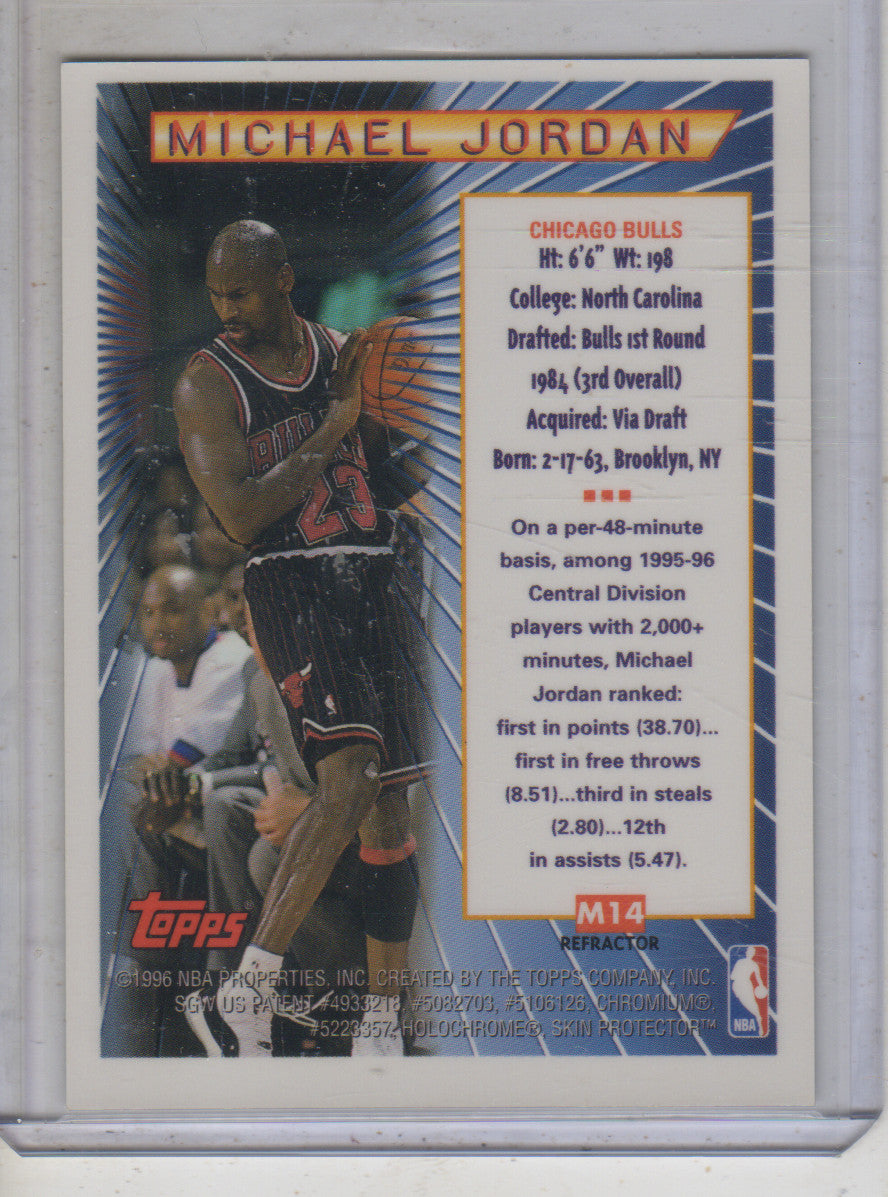 MICHAEL JORDAN
CHICAGO BULLS
Ht: 6'6" Wt: 198
College: North Carolina
Drafted: Bulls 1st Round
1984 (3rd Overall)
Acquired: Via Draft
Born: 2-17-63, Brooklyn, NY
On a per-48-minute
basis, among 1995-96
Central Division
players with 2,000+
minutes, Michael
Jordan ranked:
first in points (38.70)...
first in free throws
(8.51)...third in steals
(2.80)...12th
in assists (5.47).
BULLS
23
TOPPS®
M14
REFRACTOR
©1996 NBA PROPERTIES, INC. CREATED BY THE TOPPS COMPANY, INC.
SGW US PATENT #4933218, #5082703, #5106126, CHROMIUM®,
#5223357, HOLOCHROME®, SKIN PROTECTOR™
NBA